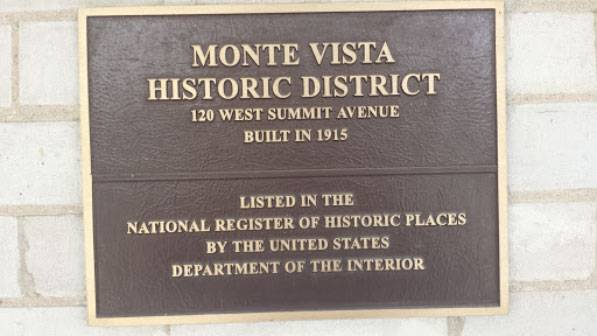 MONTE VISTA
HISTORIC DISTRICT
120 WEST SUMMIT AVENUE
BUILT IN 1915
LISTED IN THE
NATIONAL REGISTER OF HISTORIC PLACES
BY THE UNITED STATES
DEPARTMENT OF THE INTERIOR